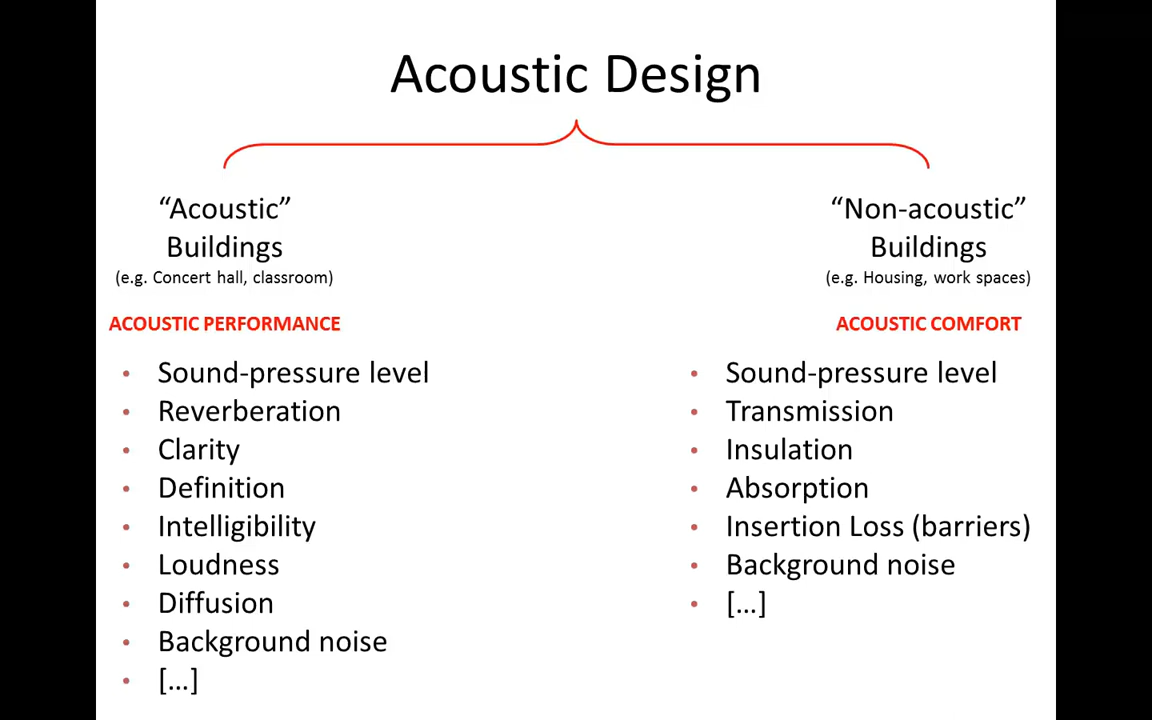 Acoustic Design
“Acoustic”
Buildings
(e.g. Concert hall, classroom)
ACOUSTIC PERFORMANCE
• Sound-pressure level
• Reverberation
• Clarity
• Definition
• Intelligibility
• Loudness
• Diffusion
• Background noise
• [...]
“Non-acoustic”
Buildings
(e.g. Housing, work spaces)
ACOUSTIC COMFORT
• Sound-pressure level
• Transmission
• Insulation
• Absorption
• Insertion Loss (barriers)
• Background noise
• [...]